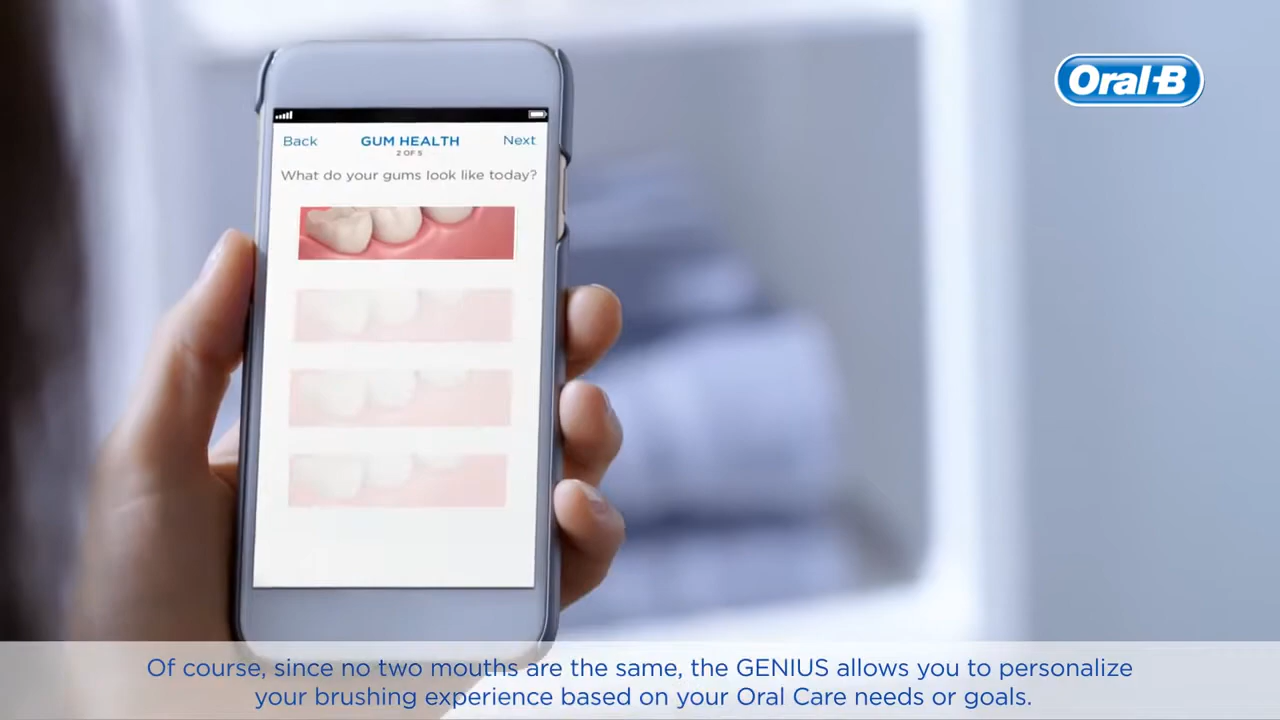 Oral-B
Back GUM HEALTH Next
2 OF 5
What do your gums look like today?
Of course, since no two mouths are the same, the GENIUS allows you to personalize
your brushing experience based on your Oral Care needs or goals.